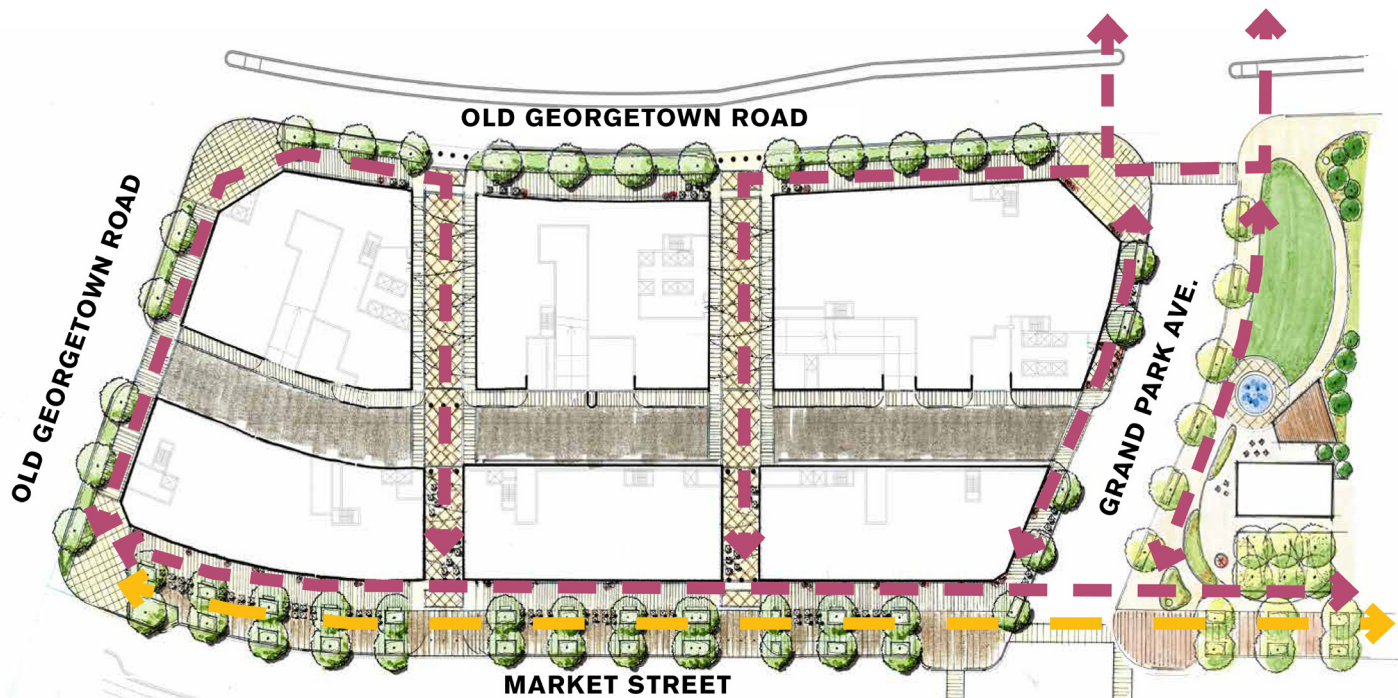 OLD GEORGETOWN ROAD
OLD GEORGETOWN ROAD
GRAND PARK AVE.
MARKET STREET